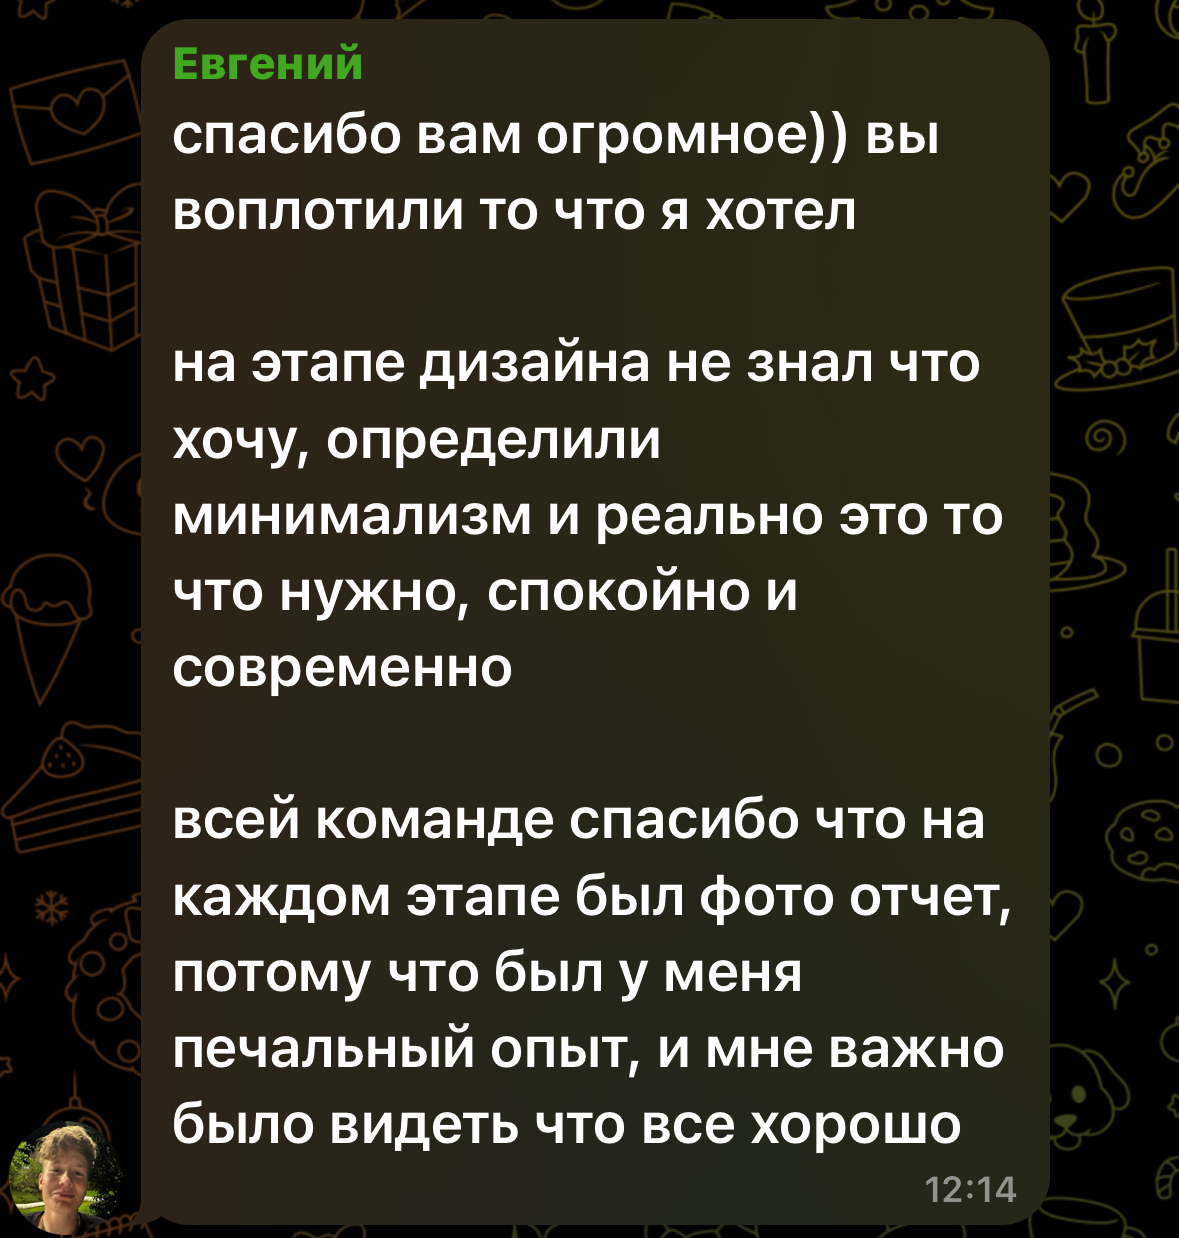 Евгений
спасибо вам огромное)) вы
воплотили то что я хотел
на этапе дизайна не знал что
хочу, определили
минимализм и реально это то
что нужно, спокойно и
современно
всей команде спасибо что на
каждом этапе был фото отчет,
потому что был у меня
печальный опыт, и мне важно
было видеть что все хорошо
12:14